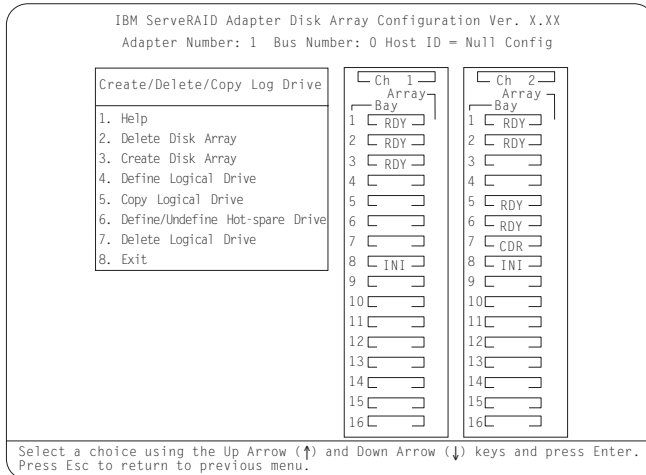 IBM ServeRAID Adapter Disk Array Configuration Ver. X.XX
Adapter Number: 1 Bus Number: 0 Host ID = Null Config
Create/Delete/Copy Log Drive
1. Help
2. Delete Disk Array
3. Create Disk Array
4. Define Logical Drive
5. Copy Logical Drive
6. Define/Undefine Hot-spare Drive
7. Delete Logical Drive
8. Exit
Ch 1
Array
Bay
1 RDY
2 RDY
3 RDY
4
5
6
7
8 INI
9
10
11
12
13
14
15
16
Ch 2
Array
Bay
1 RDY
2 RDY
3
4
5 RDY
6 RDY
7 CDR
8 INI
9
10
11
12
13
14
15
16
Select a choice using the Up Arrow (↑) and Down Arrow (↓) keys and press Enter.
Press Esc to return to previous menu.